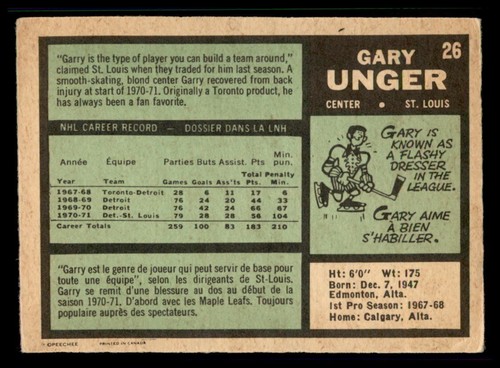 "Garry is the type of player you can build a team around,"
claimed St. Louis when they traded for him last season. A
smooth-skating, blond center Garry recovered from back
injury at start of 1970-71. Originally a Toronto product, he
has always been a fan favorite.
26
GARY
UNGER
CENTER • ST. LOUIS
NHL CAREER RECORD — DOSSIER DANS LA LNH
Année Équipe Parties Buts Assist. Pts. Min. pun.
Year Team Games Goals Ass'ts Total Pts. Penalty Min.
1967-68 Toronto-Detroit 28 6 11 17 6
1968-69 Detroit 76 24 20 44 33
1969-70 Detroit 76 42 24 66 67
1970-71 Det.-St. Louis 79 28 28 56 104
Career Totals 259 100 83 183 210
GARY IS
KNOWN AS
A FLASHY
DRESSER
IN THE
LEAGUE.
GARY AIME
À BIEN
S'HABILLER.
"Garry est le genre de joueur qui peut servir de base pour
toute une équipe", selon les dirigeants de St-Louis.
Garry se remit d'une blessure au dos au début de la
saison 1970-71. D'abord avec les Maple Leafs. Toujours
populaire auprès des spectateurs.
Ht: 6'0" Wt: 175
Born: Dec. 7, 1947
Edmonton, Alta.
1st Pro Season: 1967-68
Home: Calgary, Alta.
OPEECHEE PRINTED IN CANADA